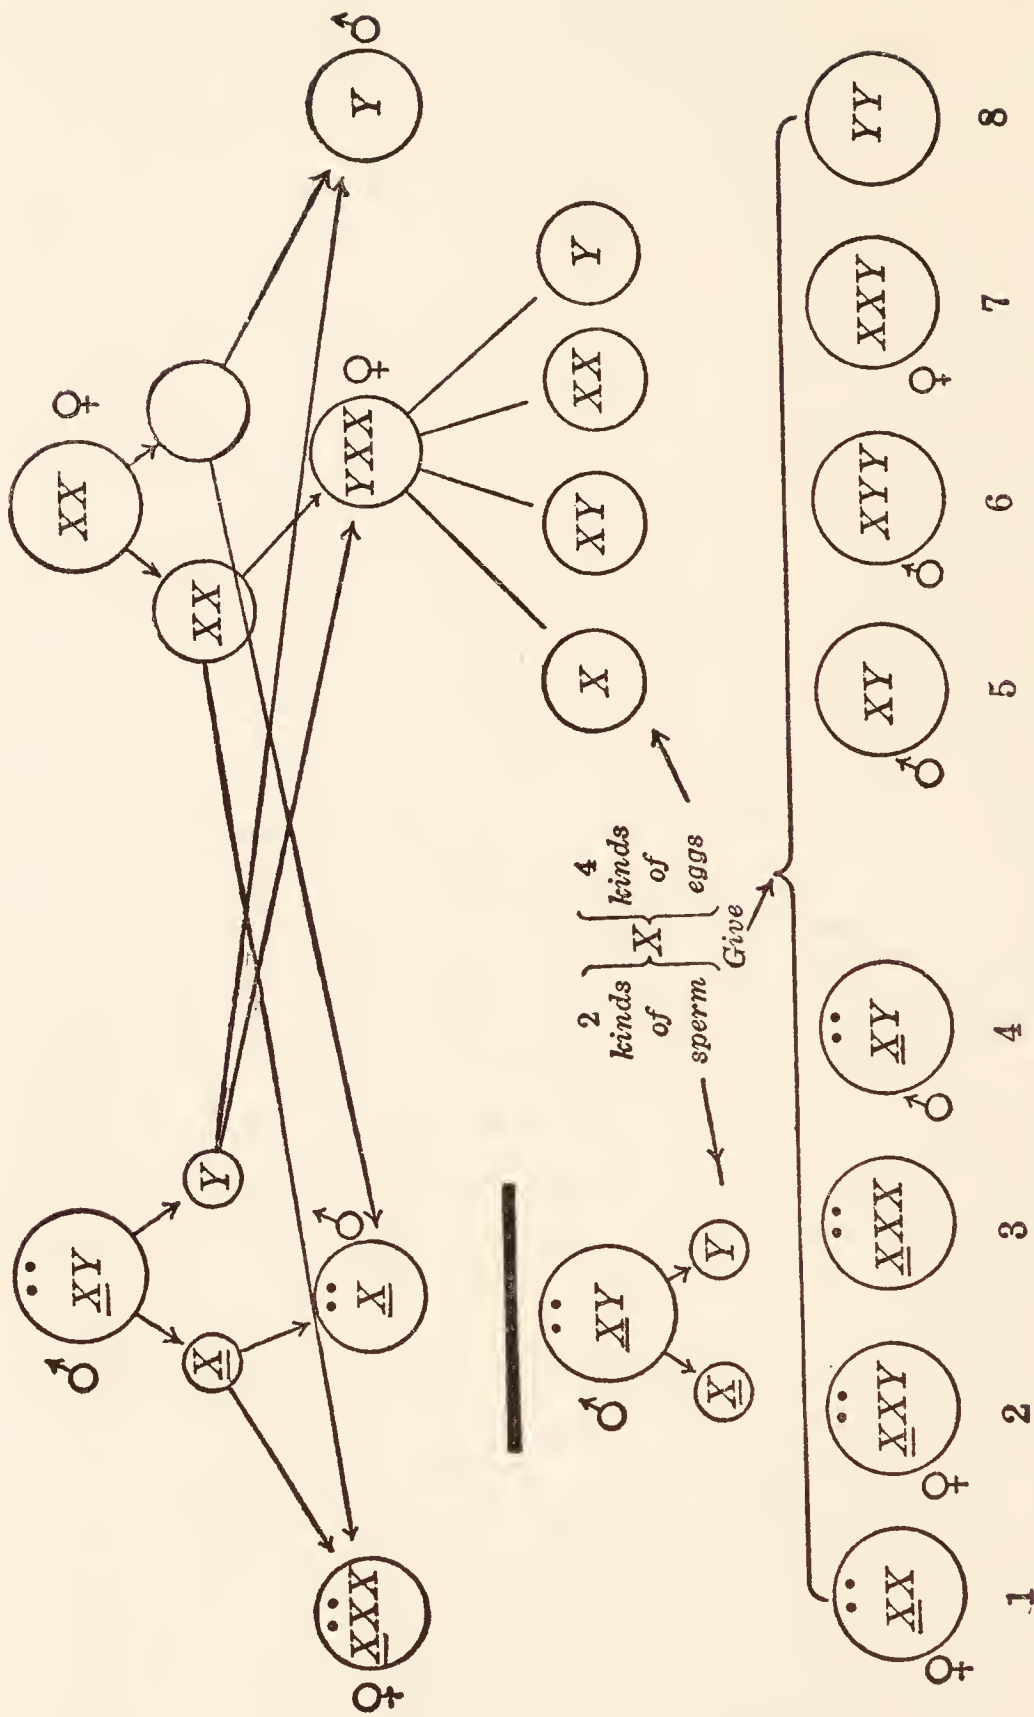 ♂ XY
XX ♀
X
Y
XX
♀ XXX
X ♂
YXX ♀
Y ♂
♂ XY
X
Y
2 kinds of sperm
X
4 kinds of eggs
Give
X
XY
XX
Y
♀ XX
♀ XXY
XXX
♂ XY
♂ XY
♂ XYY
♀ XXY
YY
1 2 3 4 5 6 7 8